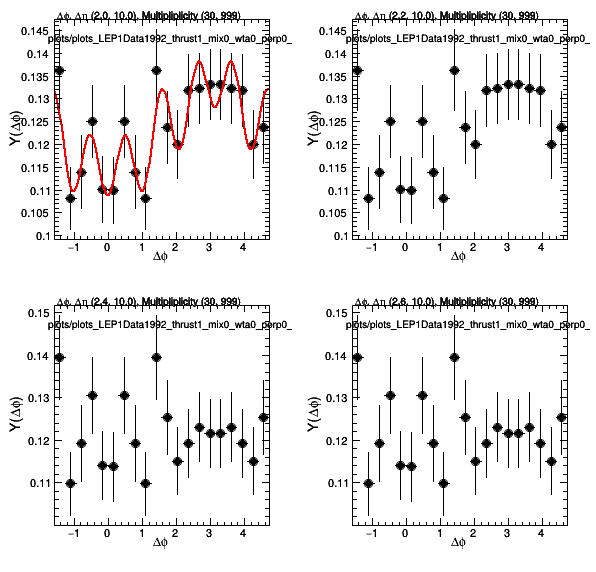 Δϕ, Δη (2.0, 10.0), Multipliplicity (30, 999)
plots/plots_LEP1Data1992_thrust1_mix0_wta0_perp0_
Y(Δϕ)
0.145
0.14
0.135
0.13
0.125
0.12
0.115
0.11
0.105
0.1
−1 0 1 2 3 4
Δϕ
Δϕ, Δη (2.2, 10.0), Multipliplicity (30, 999)
plots/plots_LEP1Data1992_thrust1_mix0_wta0_perp0_
Y(Δϕ)
0.145
0.14
0.135
0.13
0.125
0.12
0.115
0.11
0.105
0.1
−1 0 1 2 3 4
Δϕ
Δϕ, Δη (2.4, 10.0), Multipliplicity (30, 999)
plots/plots_LEP1Data1992_thrust1_mix0_wta0_perp0_
Y(Δϕ)
0.15
0.14
0.13
0.12
0.11
−1 0 1 2 3 4
Δϕ
Δϕ, Δη (2.6, 10.0), Multipliplicity (30, 999)
plots/plots_LEP1Data1992_thrust1_mix0_wta0_perp0_
Y(Δϕ)
0.15
0.14
0.13
0.12
0.11
−1 0 1 2 3 4
Δϕ